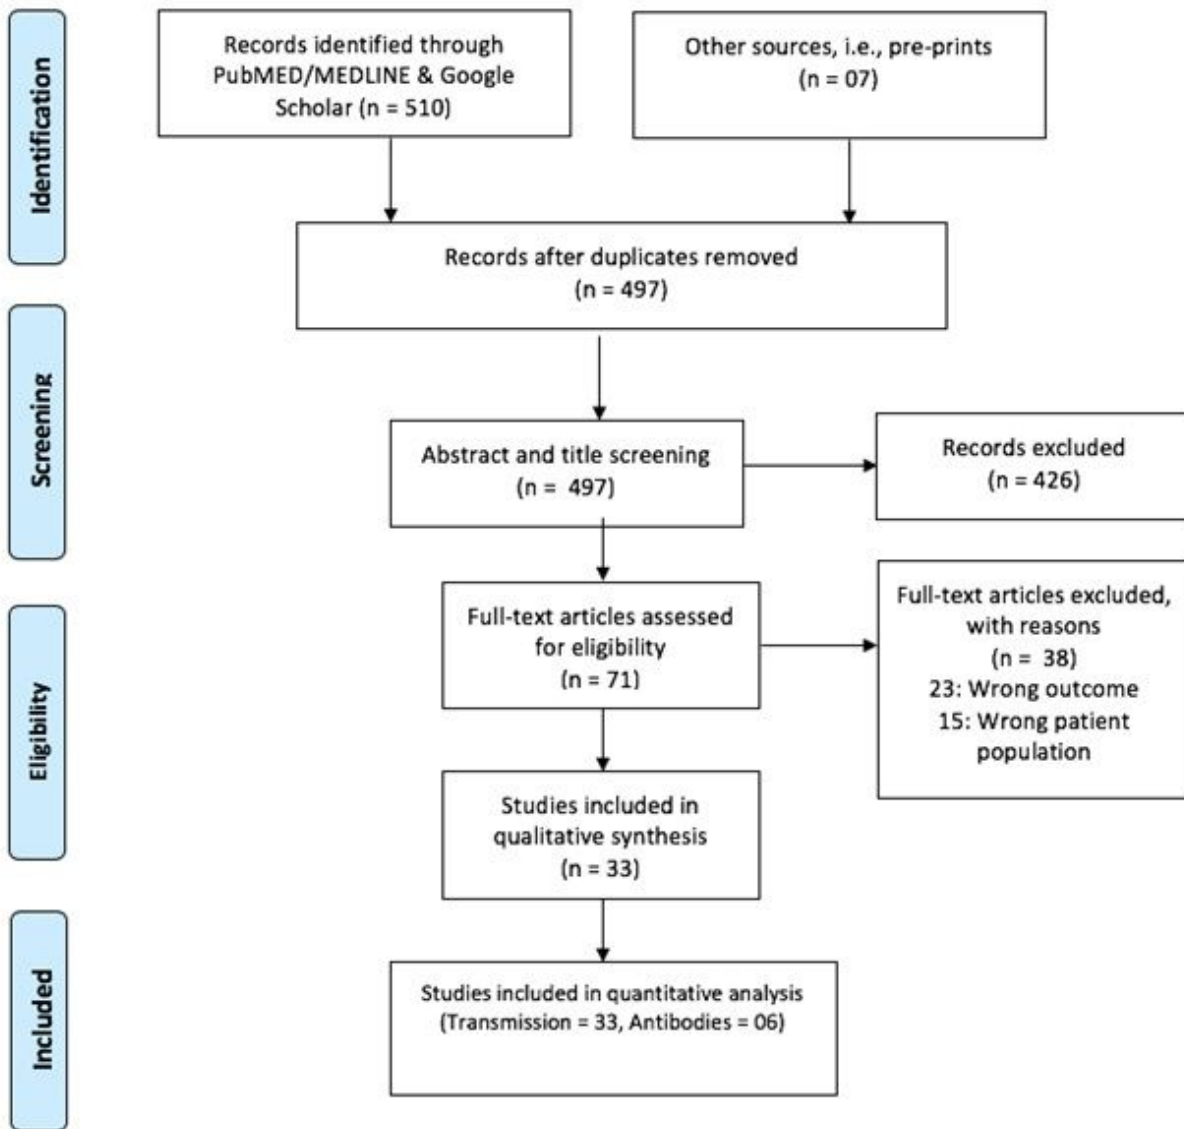 Identification
Records identified through
PubMED/MEDLINE & Google
Scholar (n = 510)
Other sources, i.e., pre-prints
(n = 07)
Records after duplicates removed
(n = 497)
Screening
Abstract and title screening
(n =  497)
Records excluded
(n = 426)
Eligibility
Full-text articles assessed
for eligibility
(n = 71)
Full-text articles excluded,
with reasons
(n =  38)
23: Wrong outcome
15: Wrong patient
population
Studies included in
qualitative synthesis
(n = 33)
Included
Studies included in quantitative analysis
(Transmission = 33, Antibodies = 06)